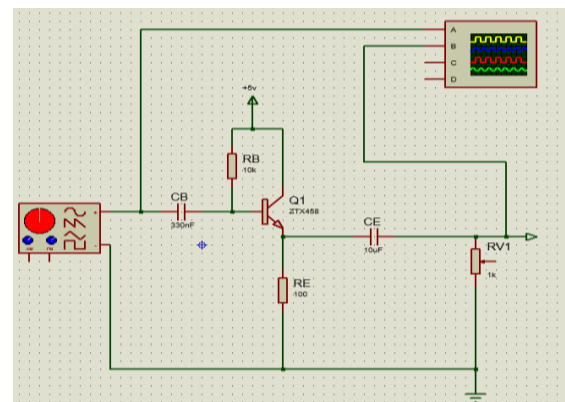 A
B
C
D
+5v
RB
10k
CB
330nF
Q1
ZTX458
CE
10uF
RV1
1k
RE
100
+
-